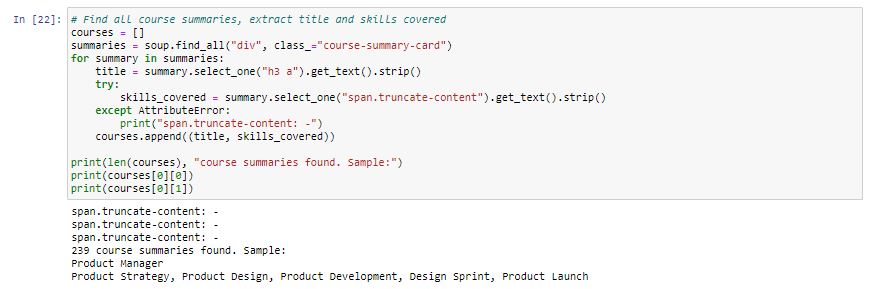 In [22]: # Find all course summaries, extract title and skills covered
courses = []
summaries = soup.find_all("div", class_="course-summary-card")
for summary in summaries:
    title = summary.select_one("h3 a").get_text().strip()
    try:
        skills_covered = summary.select_one("span.truncate-content").get_text().strip()
    except AttributeError:
        print("span.truncate-content: -")
    courses.append((title, skills_covered))

print(len(courses), "course summaries found. Sample:")
print(courses[0][0])
print(courses[0][1])
span.truncate-content: -
span.truncate-content: -
span.truncate-content: -
239 course summaries found. Sample:
Product Manager
Product Strategy, Product Design, Product Development, Design Sprint, Product Launch